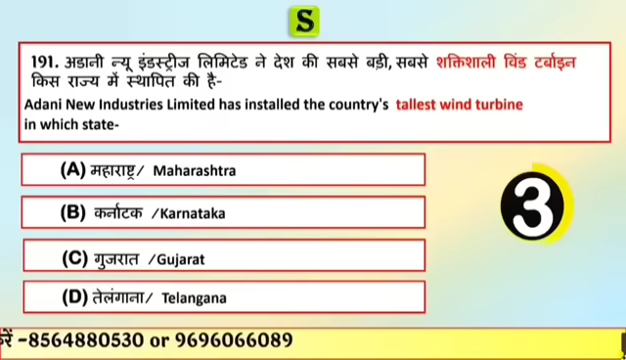 S
191. अडानी न्यू इंडस्ट्रीज लिमिटेड ने देश की सबसे बड़ी, सबसे शक्तिशाली विंड टर्बाइन
किस राज्य में स्थापित की है-
Adani New Industries Limited has installed the country's tallest wind turbine
in which state-
(A) महाराष्ट्र/ Maharashtra
(B) कर्नाटक /Karnataka
3
(C) गुजरात /Gujarat
(D) तेलंगाना/ Telangana
रें -8564880530 or 9696066089